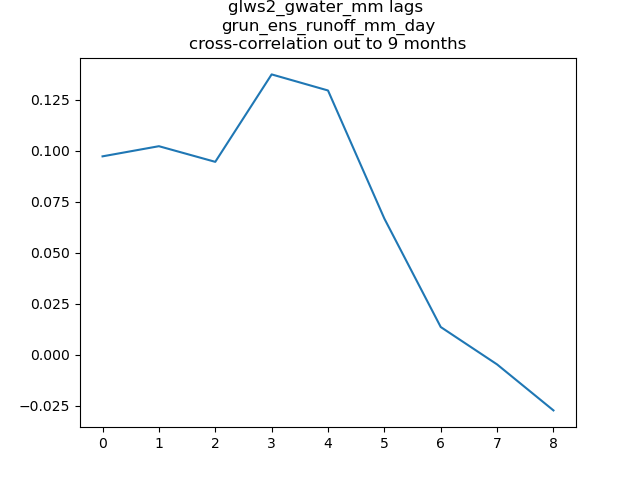 glws2_gwater_mm lags
grun_ens_runoff_mm_day
cross-correlation out to 9 months
0.125
0.100
0.075
0.050
0.025
0.000
−0.025
0 1 2 3 4 5 6 7 8